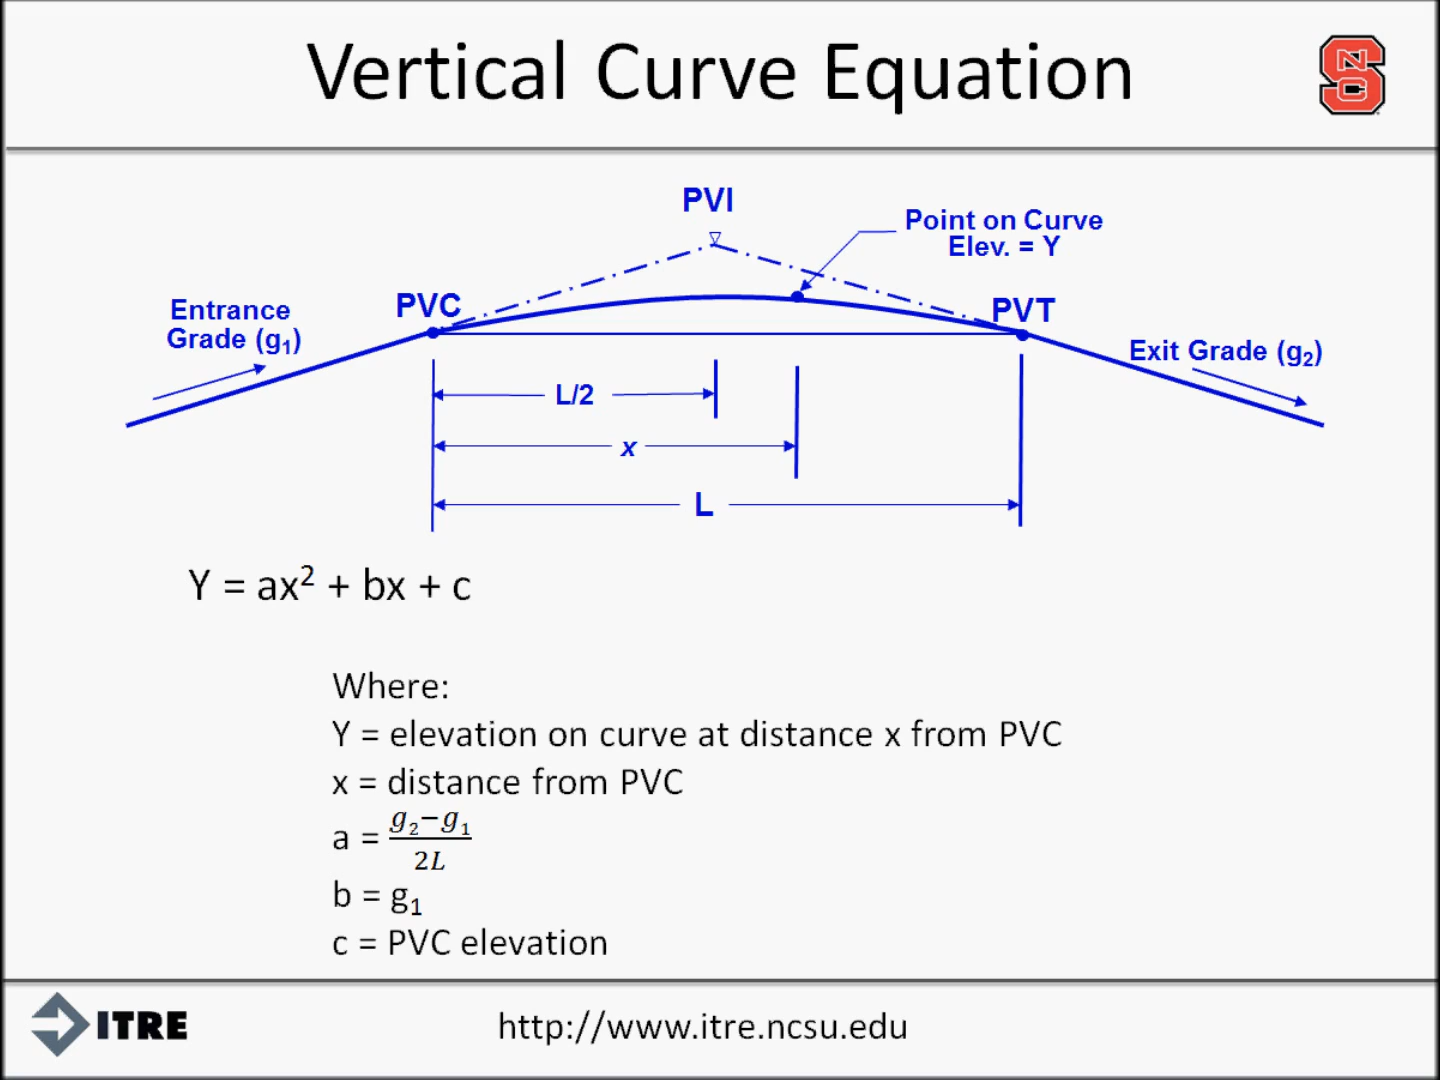 Vertical Curve Equation
NC
PVI
Point on Curve
Elev. = Y
PVC
PVT
Entrance
Grade (g₁)
Exit Grade (g₂)
L/2
x
L
Y = ax² + bx + c
Where:
Y = elevation on curve at distance x from PVC
x = distance from PVC
a = (g₂−g₁)/2L
b = g₁
c = PVC elevation
ITRE
http://www.itre.ncsu.edu